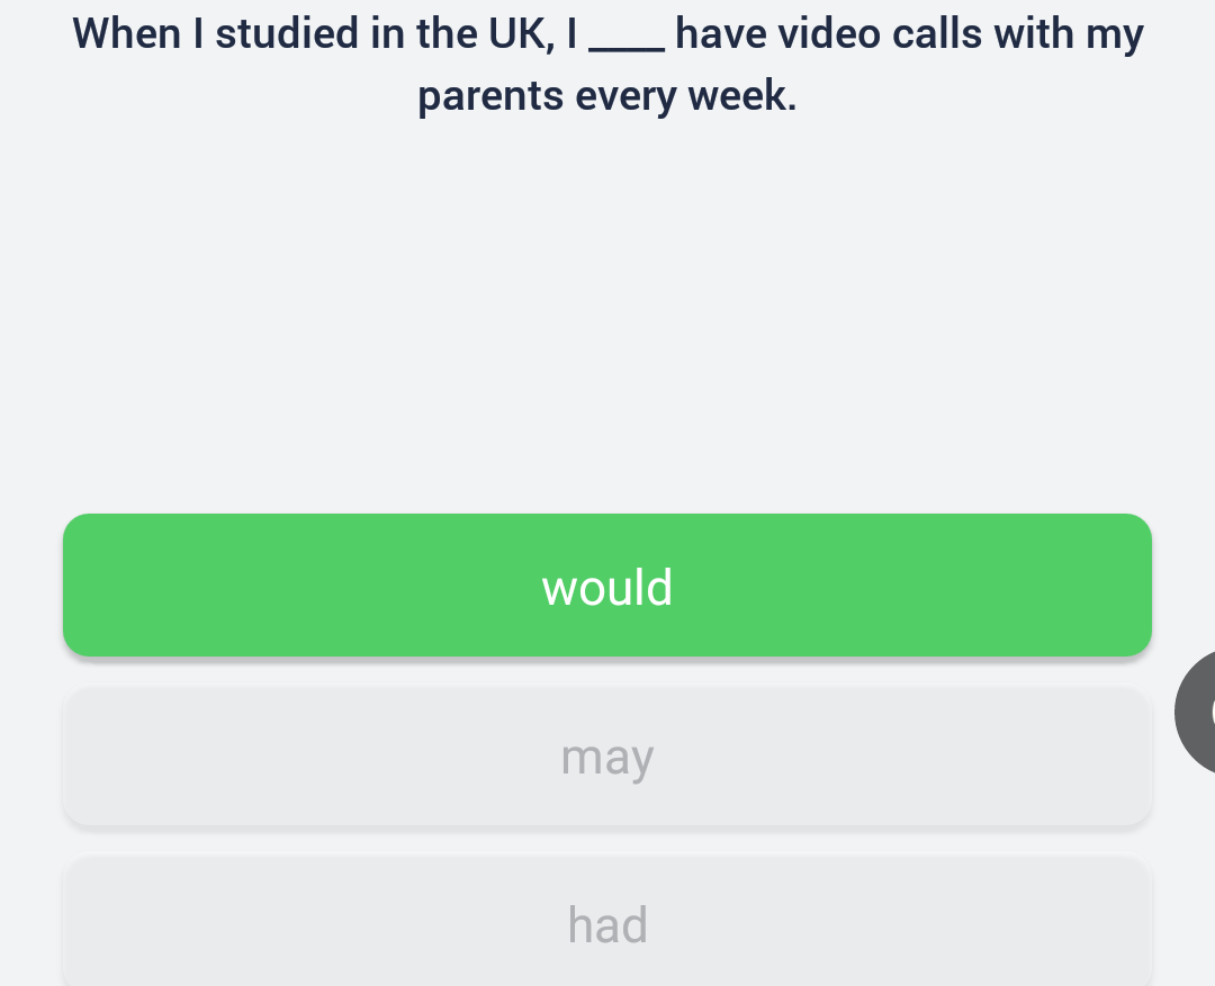 When I studied in the UK, I ____ have video calls with my
parents every week.
would
may
had